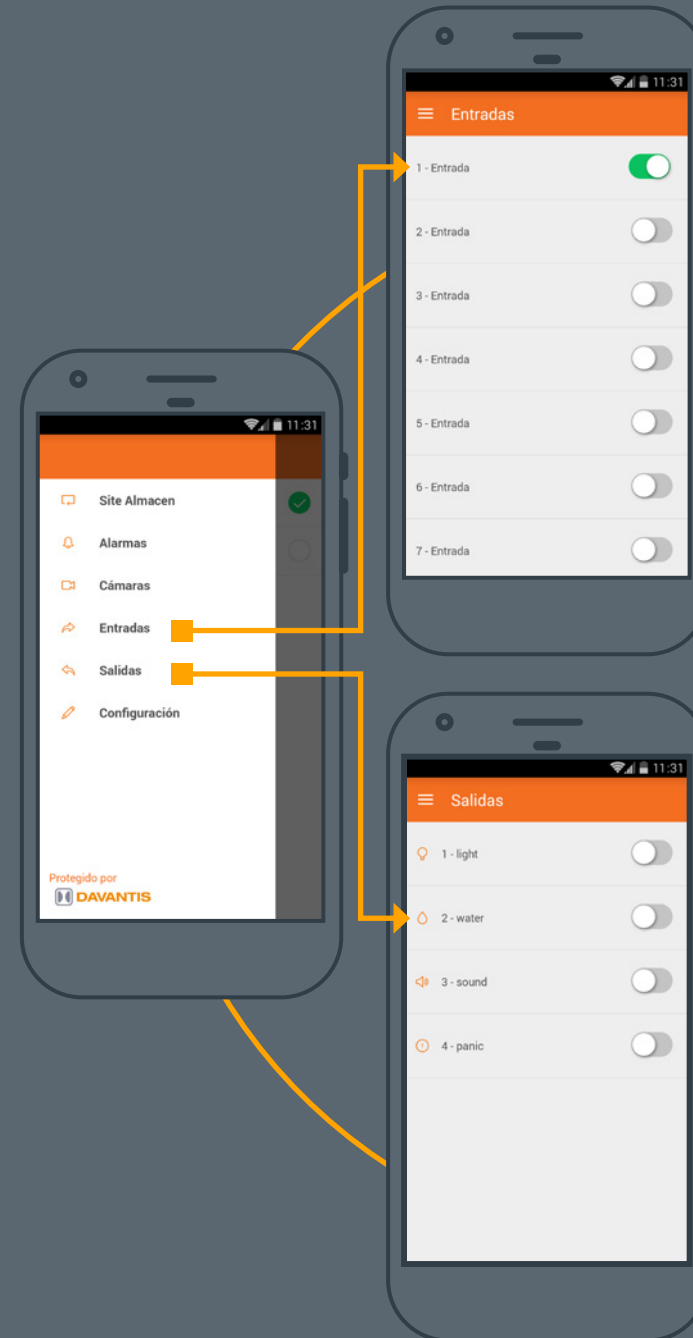 11:31
Entradas
1 - Entrada
2 - Entrada
3 - Entrada
4 - Entrada
5 - Entrada
6 - Entrada
7 - Entrada
11:31
Site Almacen
Alarmas
Cámaras
Entradas
Salidas
Configuración
Protegido por
DAVANTIS
11:31
Salidas
1 - light
2 - water
3 - sound
4 - panic